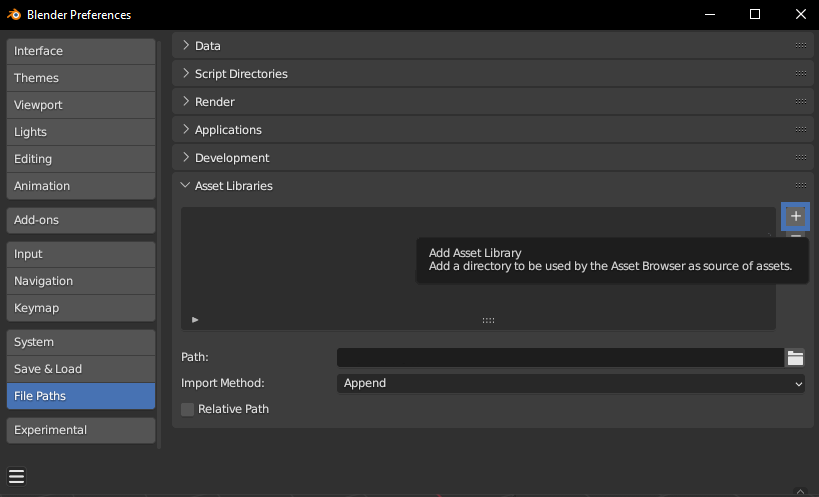 Blender Preferences
Interface
Themes
Viewport
Lights
Editing
Animation
Add-ons
Input
Navigation
Keymap
System
Save & Load
File Paths
Experimental
Data
Script Directories
Render
Applications
Development
Asset Libraries
Add Asset Library
Add a directory to be used by the Asset Browser as source of assets.
Path:
Import Method: Append
Relative Path